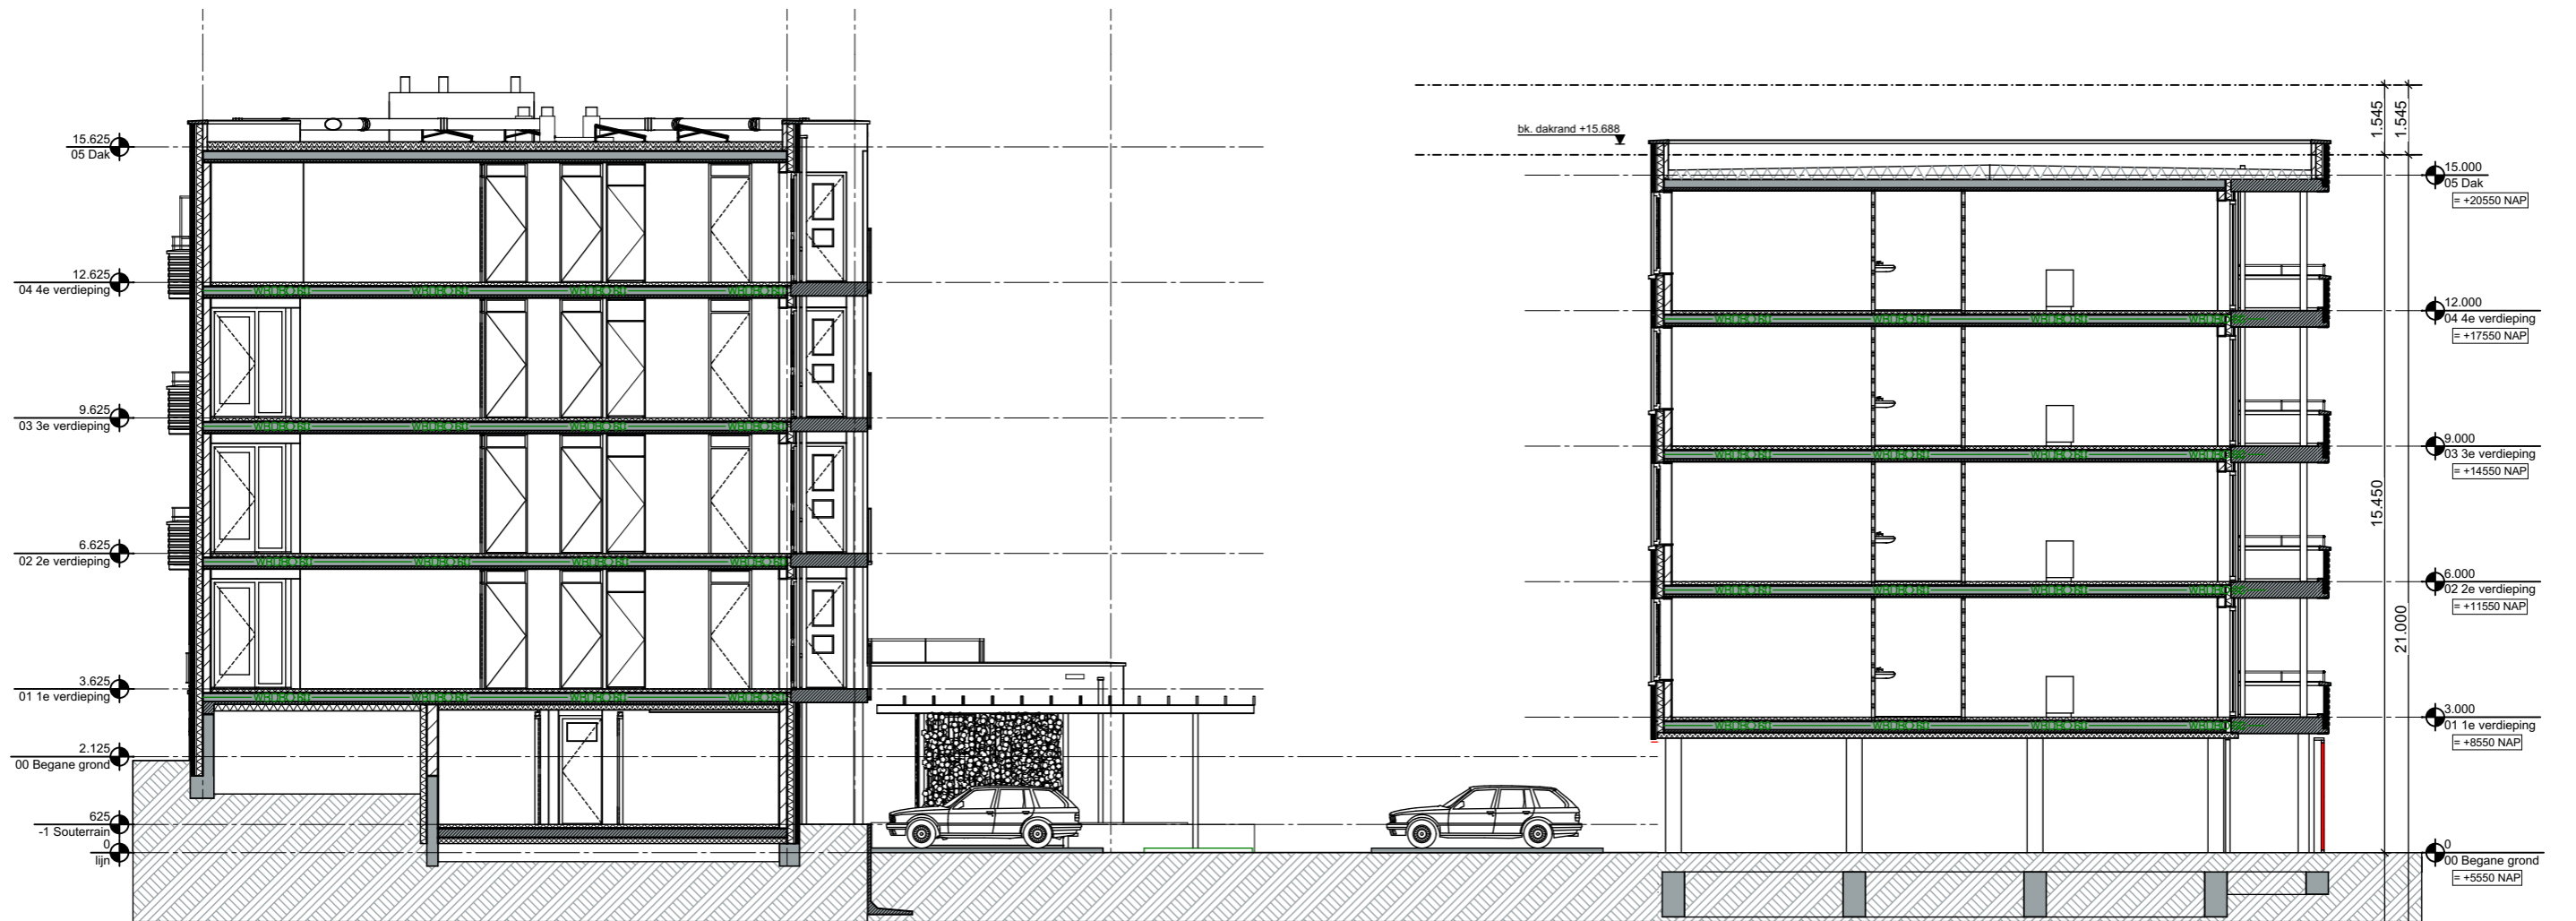 15.625
05 Dak
12.625
04 4e verdieping
9.625
03 3e verdieping
6.625
02 2e verdieping
3.625
01 1e verdieping
2.125
00 Begane grond
625
-1 Souterrain
0
lijn
bk. dakrand +15.688
1.545
1.545
15.450
21.000
15.000
05 Dak
= +20550 NAP
12.000
04 4e verdieping
= +17550 NAP
9.000
03 3e verdieping
= +14550 NAP
6.000
02 2e verdieping
= +11550 NAP
3.000
01 1e verdieping
= +8550 NAP
0
00 Begane grond
= +5550 NAP